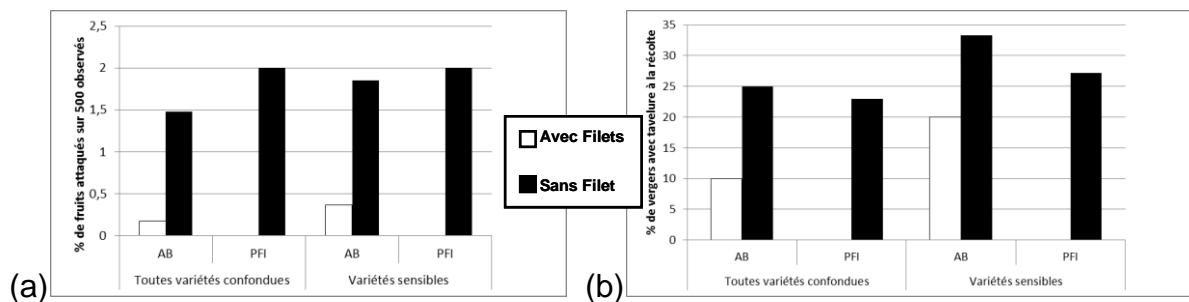 % de fruits attaqués sur 500 observés
2,5
2
1,5
1
0,5
0
AB
PFI
AB
PFI
Toutes variétés confondues
Variétés sensibles
(a)
Avec Filets
Sans Filet
% de vergers avec tavelure à la récolte
35
30
25
20
15
10
5
0
AB
PFI
AB
PFI
Toutes variétés confondues
Variétés sensibles
(b)